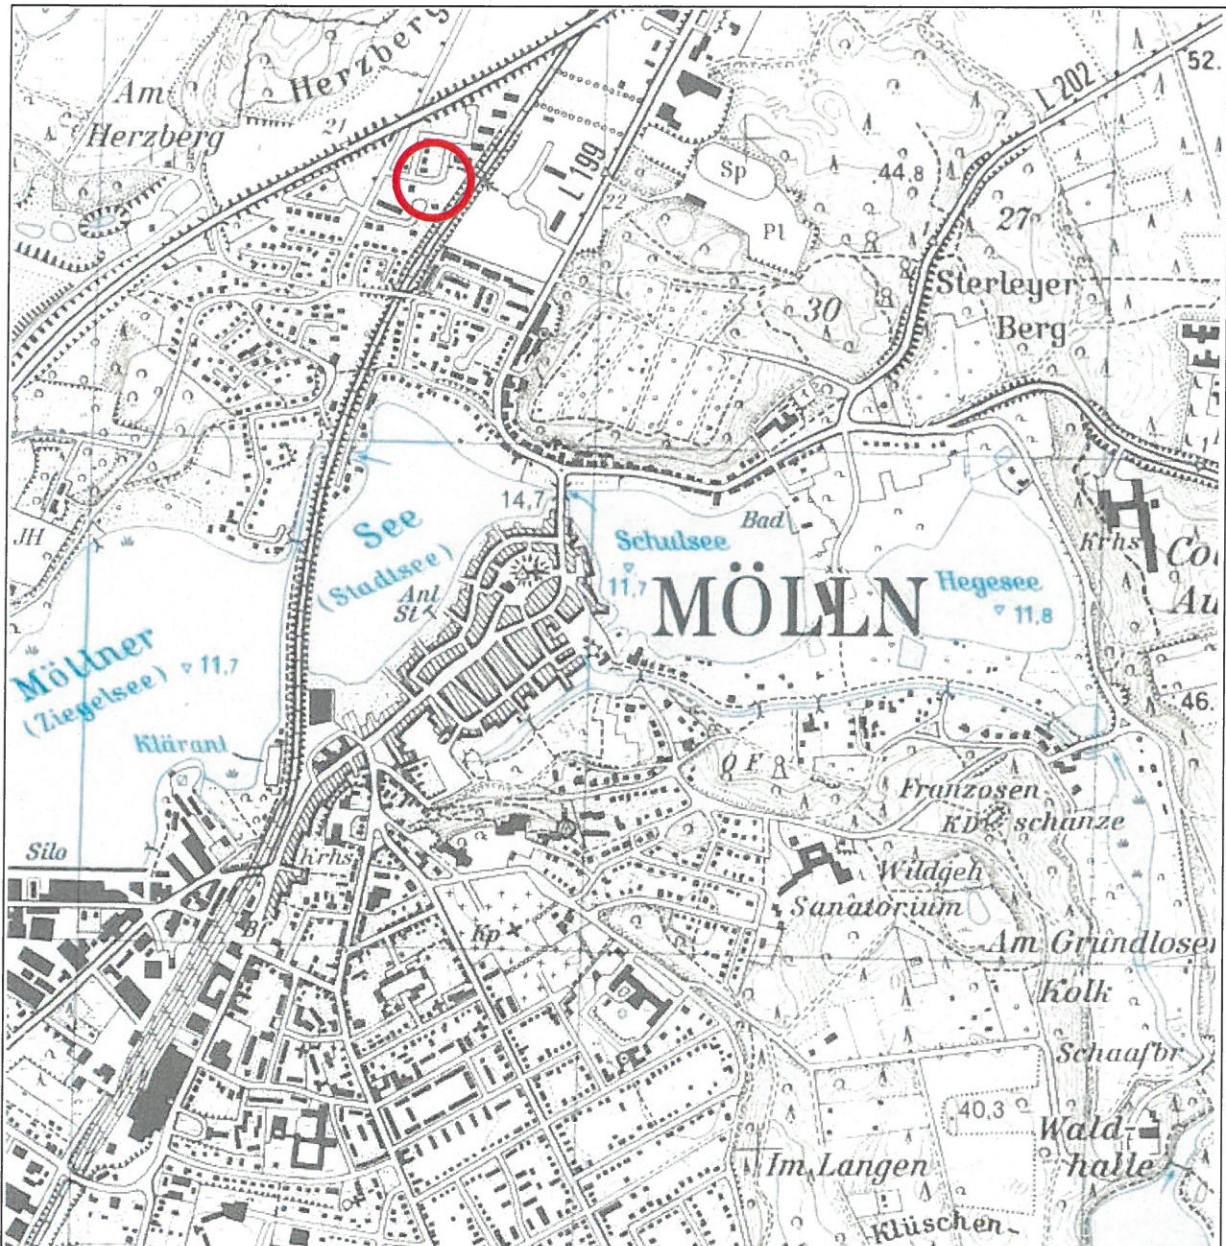 Herzberg
52.
Am
Herzberg
21
L 202
L 199
22
Sp
Pl
44,8
27
Sterleyer
Berg
30
14,7
See
(Stadtsee)
Schulsee
11,7
Bad
MÖLLN
Hegesee
11,8
Krhs
Au
JH
Anl
St
Möllner
(Ziegelsee) 11,7
Kläranl
46.
Q F
Franzosen
KD schanze
Silo
Krhs
Wildgeh
Sanatorium
Kp
Am Grundlosen
Kolk
Schaafbr
40,3
Wald-
halle
Im Langen
Klüschen-